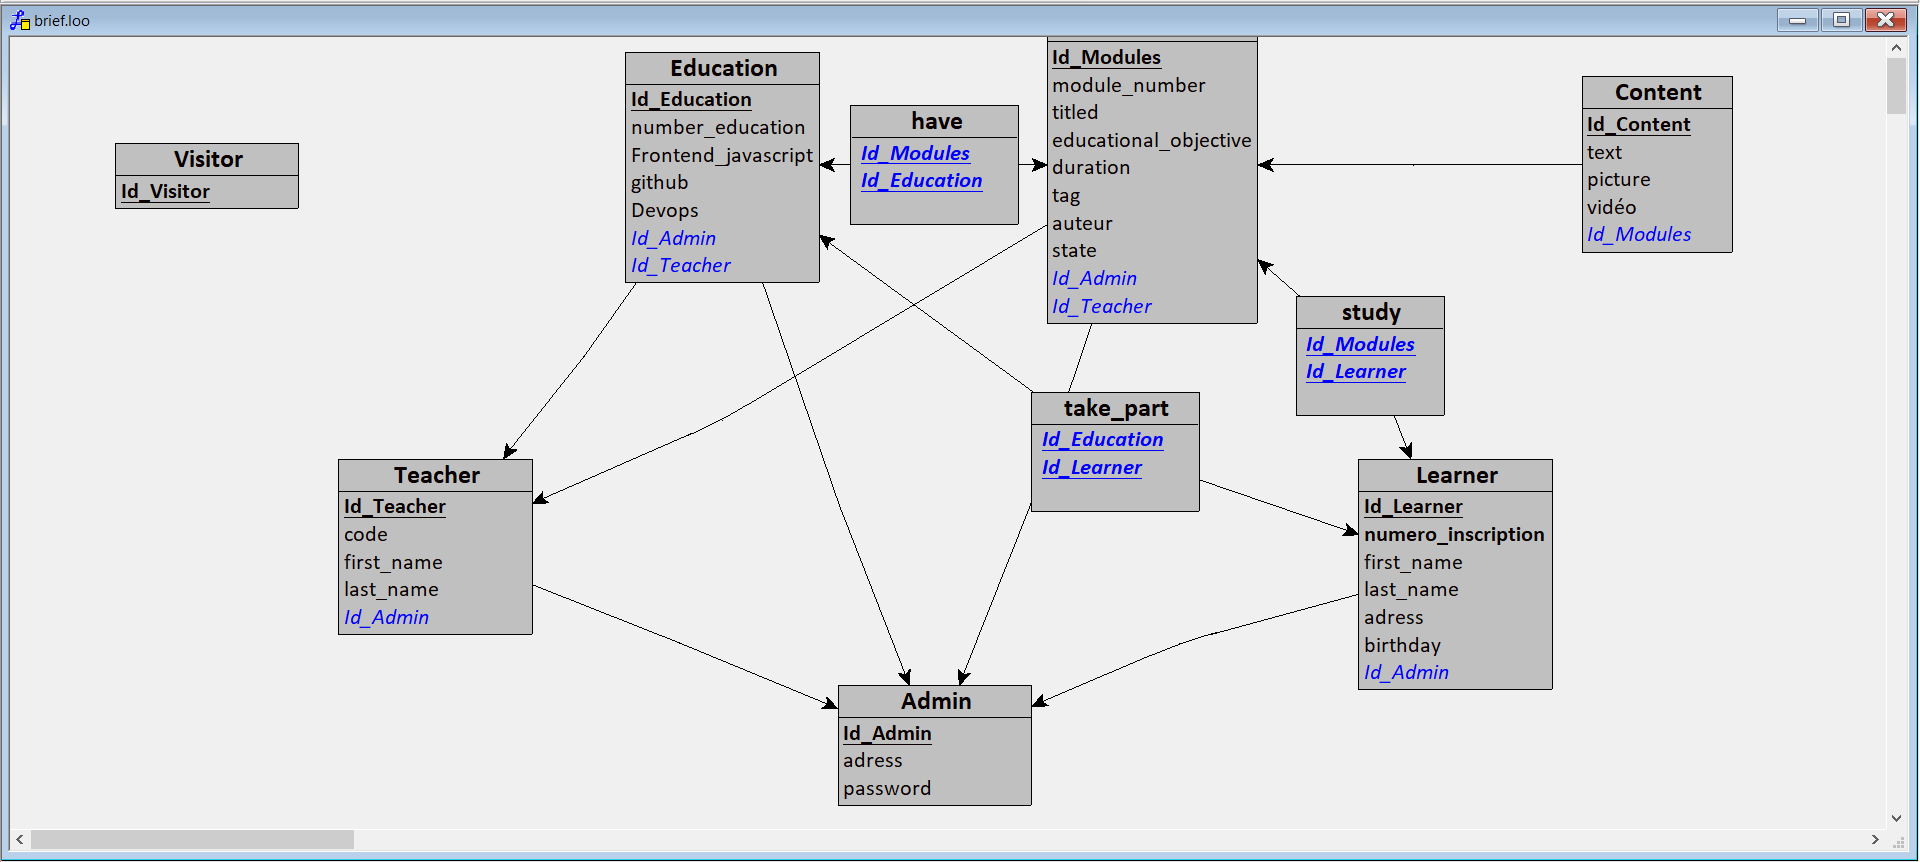 brief.loo
Visitor
Id_Visitor
Education
Id_Education
number_education
Frontend_javascript
github
Devops
Id_Admin
Id_Teacher
have
Id_Modules
Id_Education
Id_Modules
module_number
titled
educational_objective
duration
tag
auteur
state
Id_Admin
Id_Teacher
Content
Id_Content
text
picture
vidéo
Id_Modules
study
Id_Modules
Id_Learner
take_part
Id_Education
Id_Learner
Teacher
Id_Teacher
code
first_name
last_name
Id_Admin
Learner
Id_Learner
numero_inscription
first_name
last_name
adress
birthday
Id_Admin
Admin
Id_Admin
adress
password